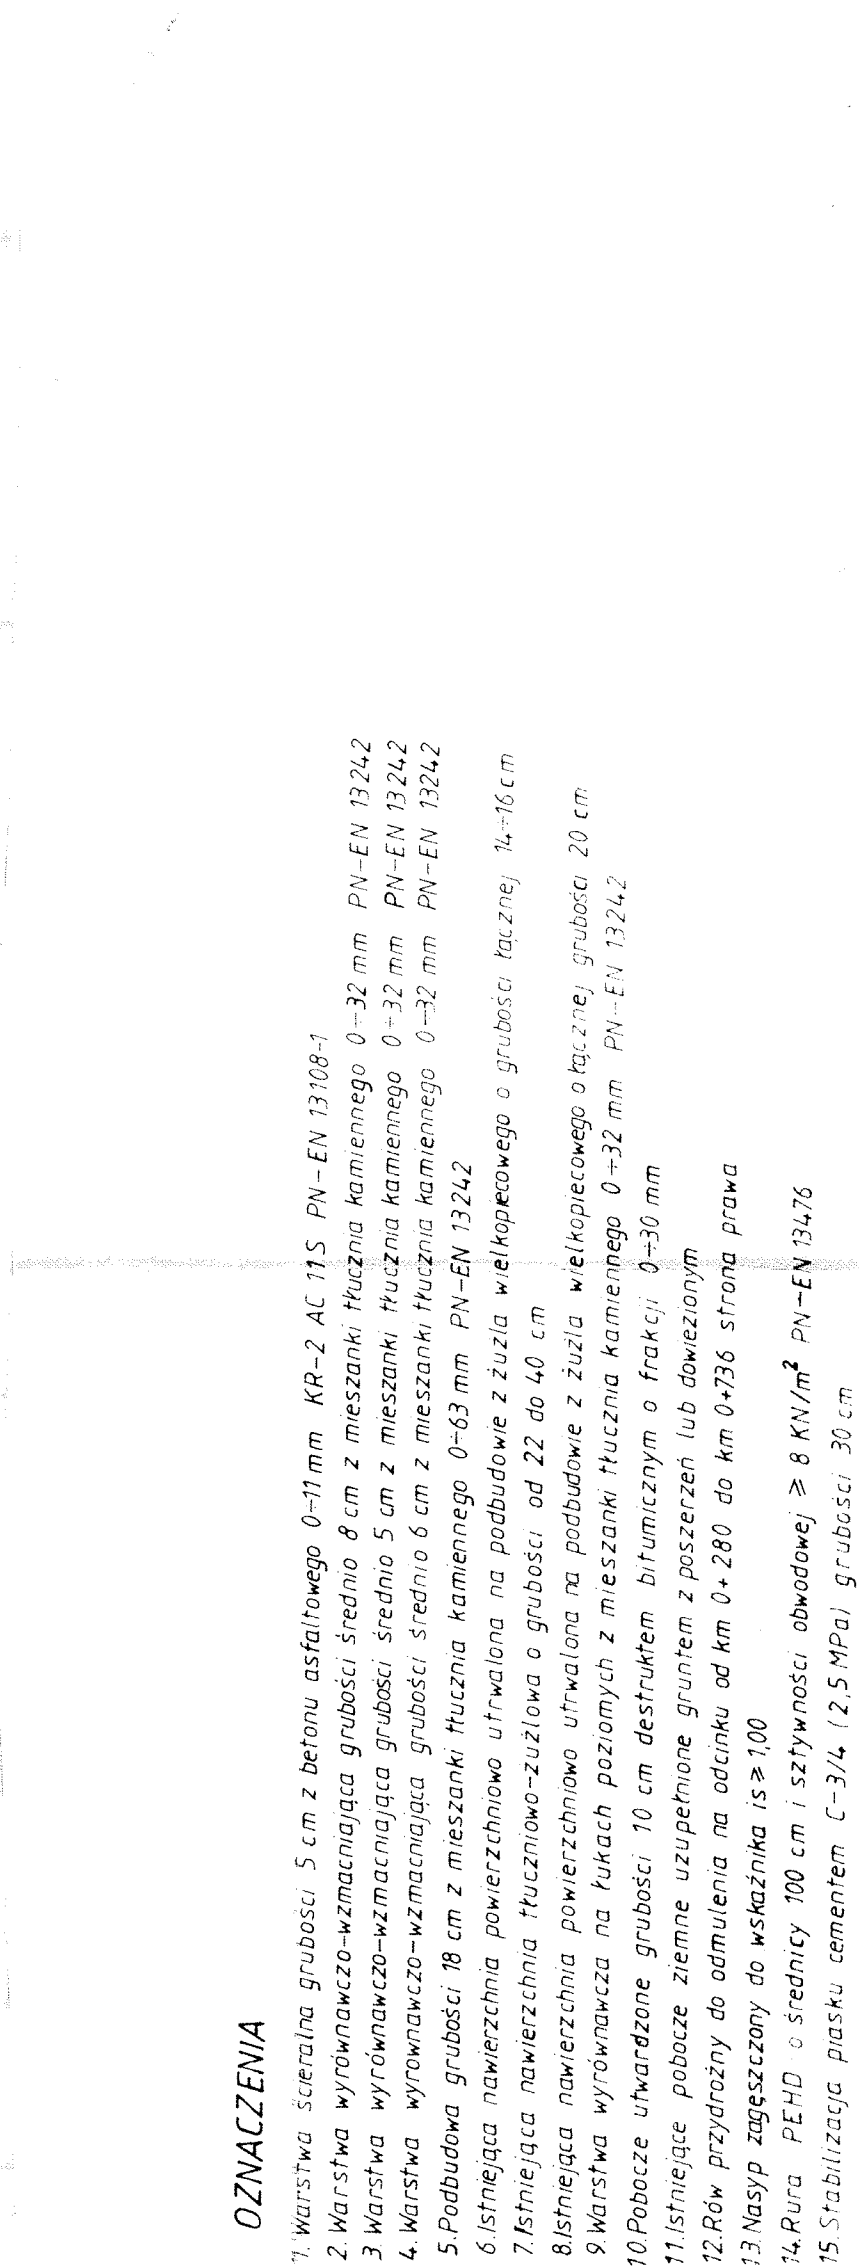 OZNACZENIA
1. Warstwa ścieralna grubości 5 cm z betonu asfaltowego 0÷11 mm KR-2 AC 11S PN-EN 13108-1
2. Warstwa wyrównawczo-wzmacniająca grubości średnio 8 cm z mieszanki tłucznia kamiennego 0÷32 mm PN-EN 13242
3. Warstwa wyrównawczo-wzmacniająca grubości średnio 5 cm z mieszanki tłucznia kamiennego 0÷32 mm PN-EN 13242
4. Warstwa wyrownawczo-wzmacniająca grubości średnio 6 cm z mieszanki tłucznia kamiennego 0÷32 mm PN-EN 13242
5. Podbudowa grubości 18 cm z mieszanki tłucznia kamiennego 0÷63 mm PN-EN 13242
6. Istniejąca nawierzchnia powierzchniowo utrwalona na podbudowie z żużla wielkopiecowego o grubości łącznej 14÷16 cm
7. Istniejąca nawierzchnia tłuczniowo-żużlowa o grubości od 22 do 40 cm
8. Istniejąca nawierzchnia powierzchniowo utrwalona na podbudowie z żużla wielkopiecowego o łącznej grubości 20 cm
9. Warstwa wyrównawcza na łukach poziomych z mieszanki tłucznia kamiennego 0÷32 mm PN-EN 13242
10. Pobocze utwardzone grubości 10 cm destruktem bitumicznym o frakcji 0÷30 mm
11. Istniejące pobocze ziemne uzupełnione gruntem z poszerzeń lub dowiezionym
12. Rów przydrożny do odmulenia na odcinku od km 0+280 do km 0+736 strona prawa
13. Nasyp zagęszczony do wskaźnika is ≥ 1,00
14. Rura PEHD o średnicy 100 cm i sztywności obwodowej ≥ 8 KN/m² PN-EN 13476
15. Stabilizacja piasku cementem C-3/4 (2,5 MPa) grubości 30 cm